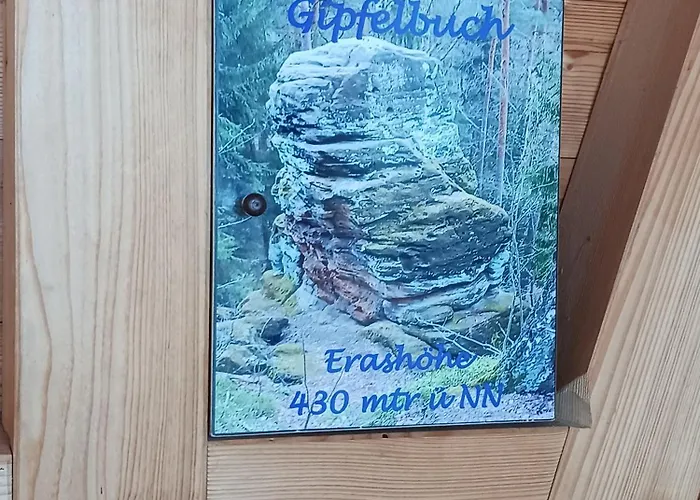 Gipfelbuch
Erashöhe
430 mtr ü NN